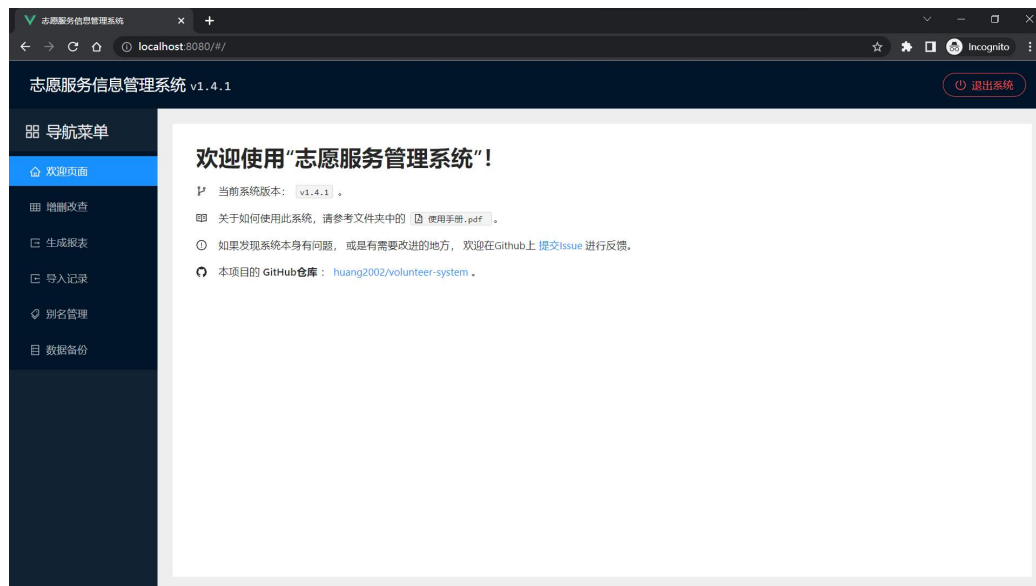 志愿服务信息管理系统
localhost:8080/#/
Incognito
志愿服务信息管理系统 v1.4.1
退出系统
导航菜单
欢迎页面
增删改查
生成报表
导入记录
别名管理
数据备份
欢迎使用“志愿服务管理系统”！
当前系统版本： v1.4.1 。
关于如何使用此系统，请参考文件夹中的 使用手册.pdf 。
如果发现系统本身有问题， 或是有需要改进的地方， 欢迎在Github上 提交Issue 进行反馈。
本项目的 GitHub仓库 ： huang2002/volunteer-system 。